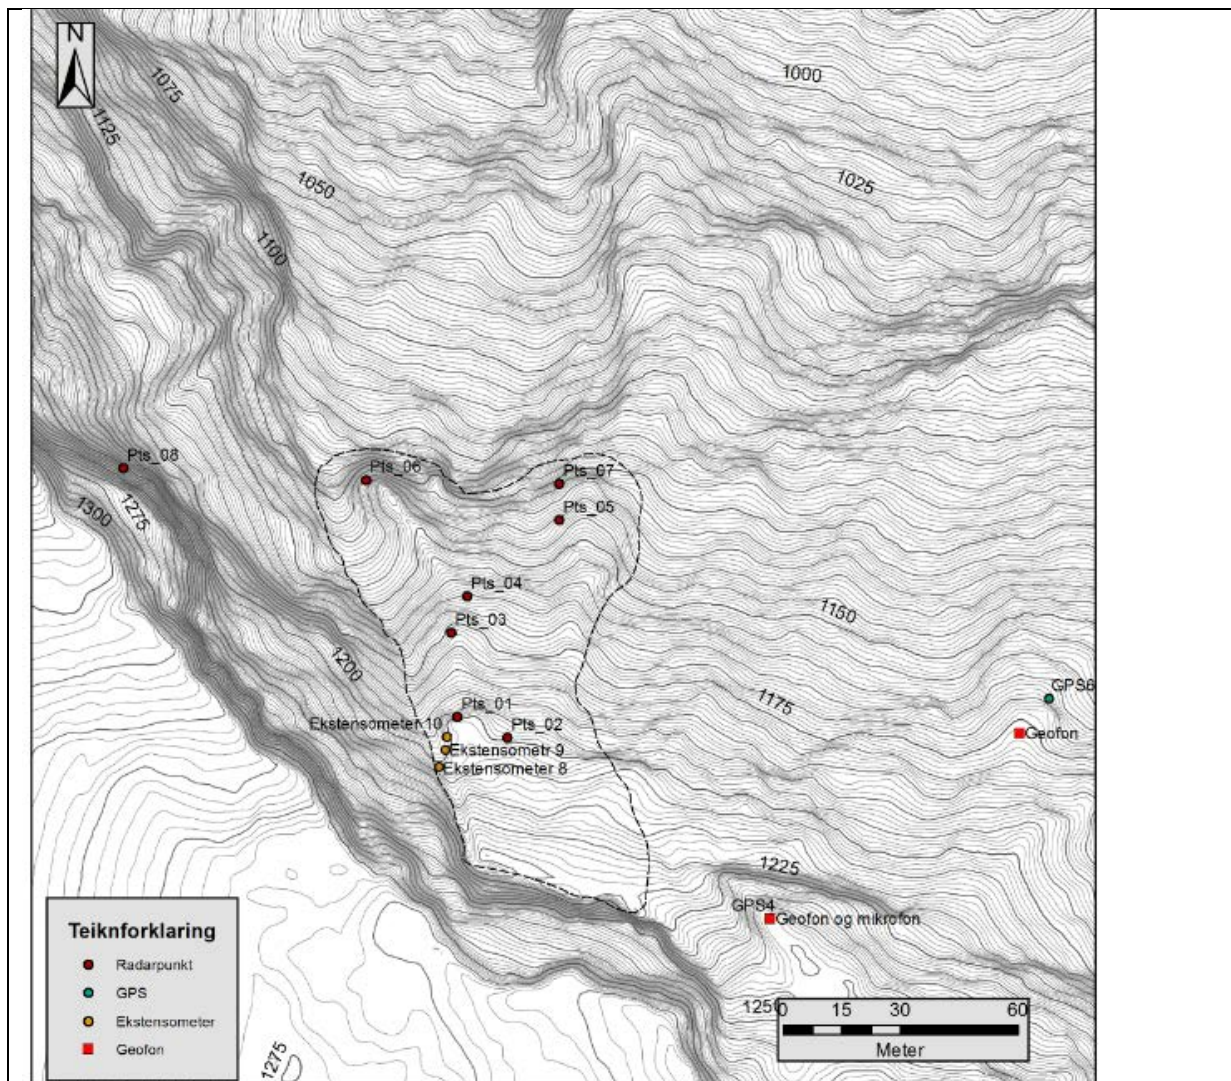 N
1000
1075
1125
1025
1050
1100
Pts_08
Pts_06
Pts_07
1275
1300
Pts_05
Pts_04
1150
Pts_03
1200
GPS6
1175
Pts_01
Ekstensometer 10
Pts_02
Geofon
Ekstensometr 9
Ekstensometer 8
1225
GPS4
Geofon og mikrofon
Teiknforklaring
Radarpunkt
GPS
Ekstensometer
Geofon
1250
0 15 30 60
Meter
1275